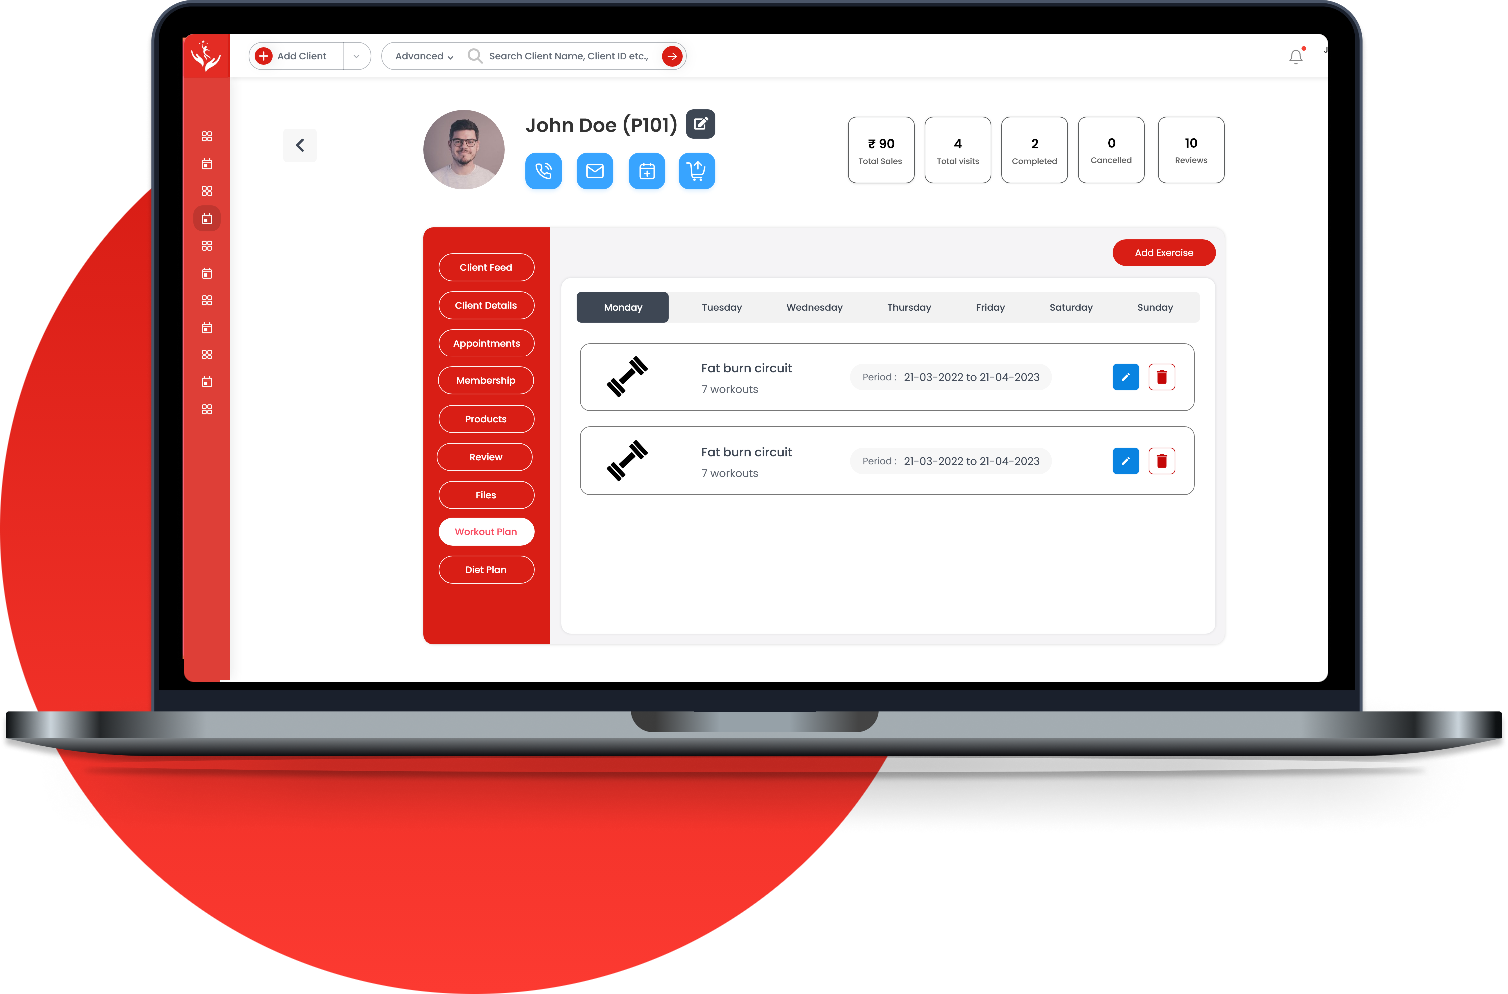 Add Client
Advanced
Search Client Name, Client ID etc.,
John Doe (P101)
₹ 90
Total Sales
4
Total visits
2
Completed
0
Cancelled
10
Reviews
Client Feed
Client Details
Appointments
Membership
Products
Review
Files
Workout Plan
Diet Plan
Add Exercise
Monday Tuesday Wednesday Thursday Friday Saturday Sunday
Fat burn circuit
7 workouts
Period : 21-03-2022 to 21-04-2023
Fat burn circuit
7 workouts
Period : 21-03-2022 to 21-04-2023